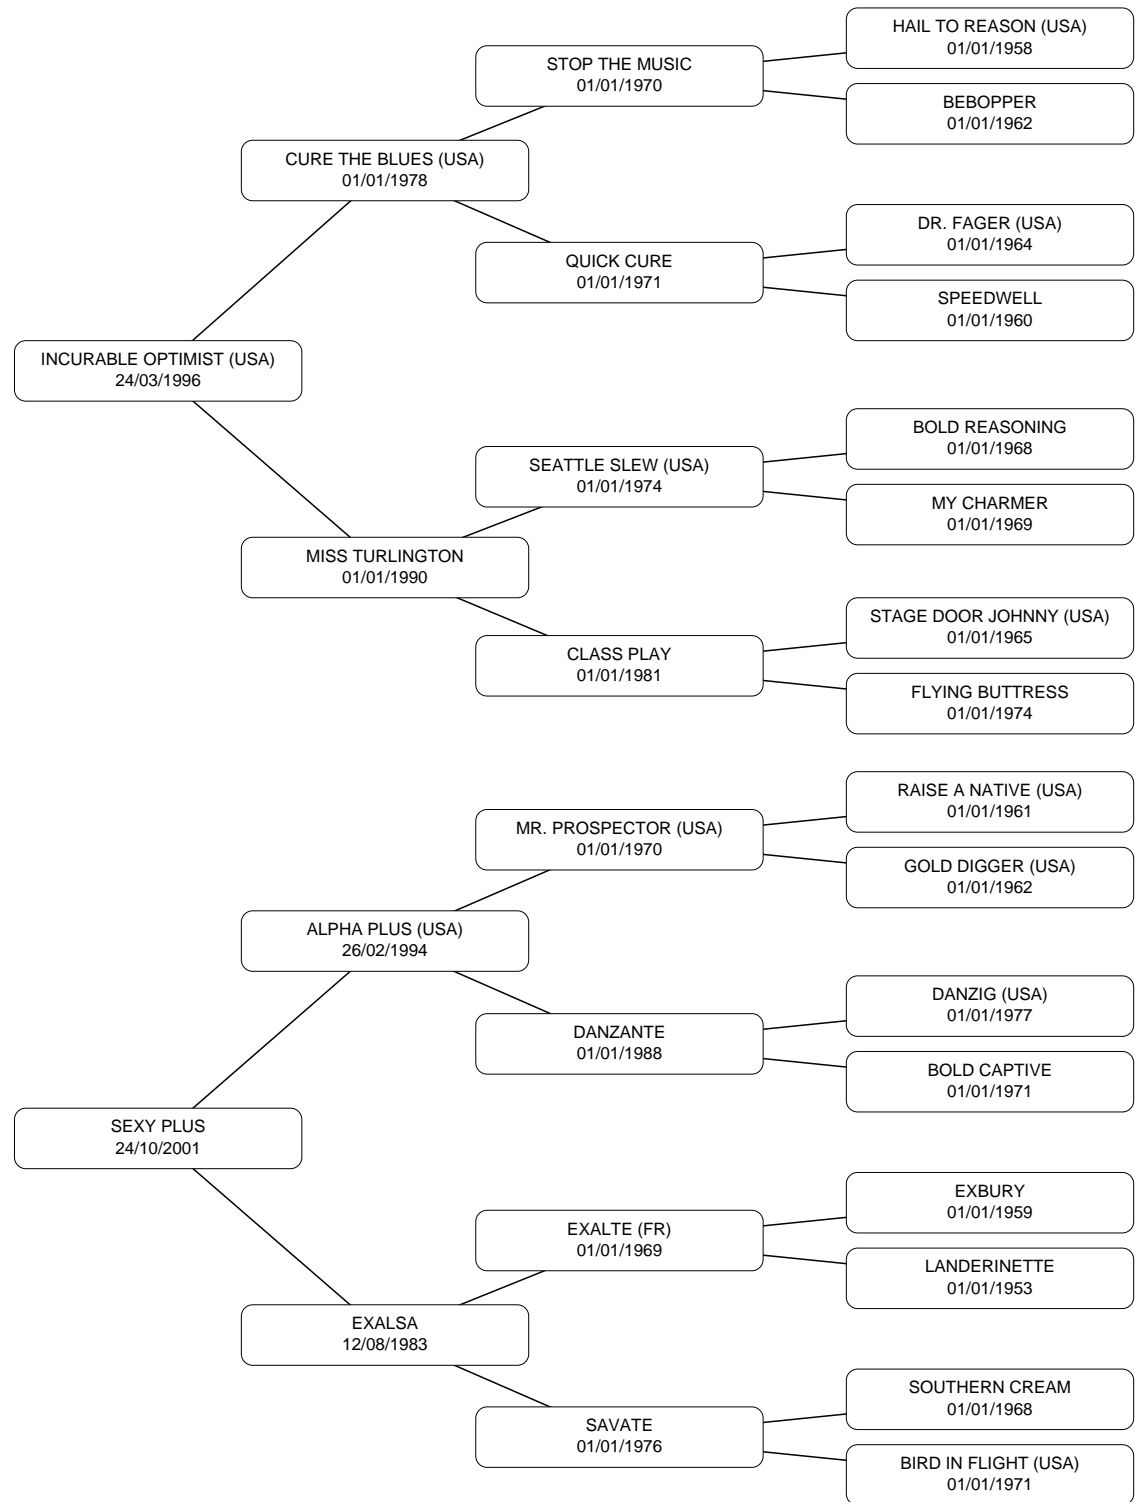 HAIL TO REASON (USA)
01/01/1958
STOP THE MUSIC
01/01/1970
BEBOPPER
01/01/1962
CURE THE BLUES (USA)
01/01/1978
DR. FAGER (USA)
01/01/1964
QUICK CURE
01/01/1971
SPEEDWELL
01/01/1960
INCURABLE OPTIMIST (USA)
24/03/1996
BOLD REASONING
01/01/1968
SEATTLE SLEW (USA)
01/01/1974
MY CHARMER
01/01/1969
MISS TURLINGTON
01/01/1990
STAGE DOOR JOHNNY (USA)
01/01/1965
CLASS PLAY
01/01/1981
FLYING BUTTRESS
01/01/1974
RAISE A NATIVE (USA)
01/01/1961
MR. PROSPECTOR (USA)
01/01/1970
GOLD DIGGER (USA)
01/01/1962
ALPHA PLUS (USA)
26/02/1994
DANZIG (USA)
01/01/1977
DANZANTE
01/01/1988
BOLD CAPTIVE
01/01/1971
SEXY PLUS
24/10/2001
EXBURY
01/01/1959
EXALTE (FR)
01/01/1969
LANDERINETTE
01/01/1953
EXALSA
12/08/1983
SOUTHERN CREAM
01/01/1968
SAVATE
01/01/1976
BIRD IN FLIGHT (USA)
01/01/1971